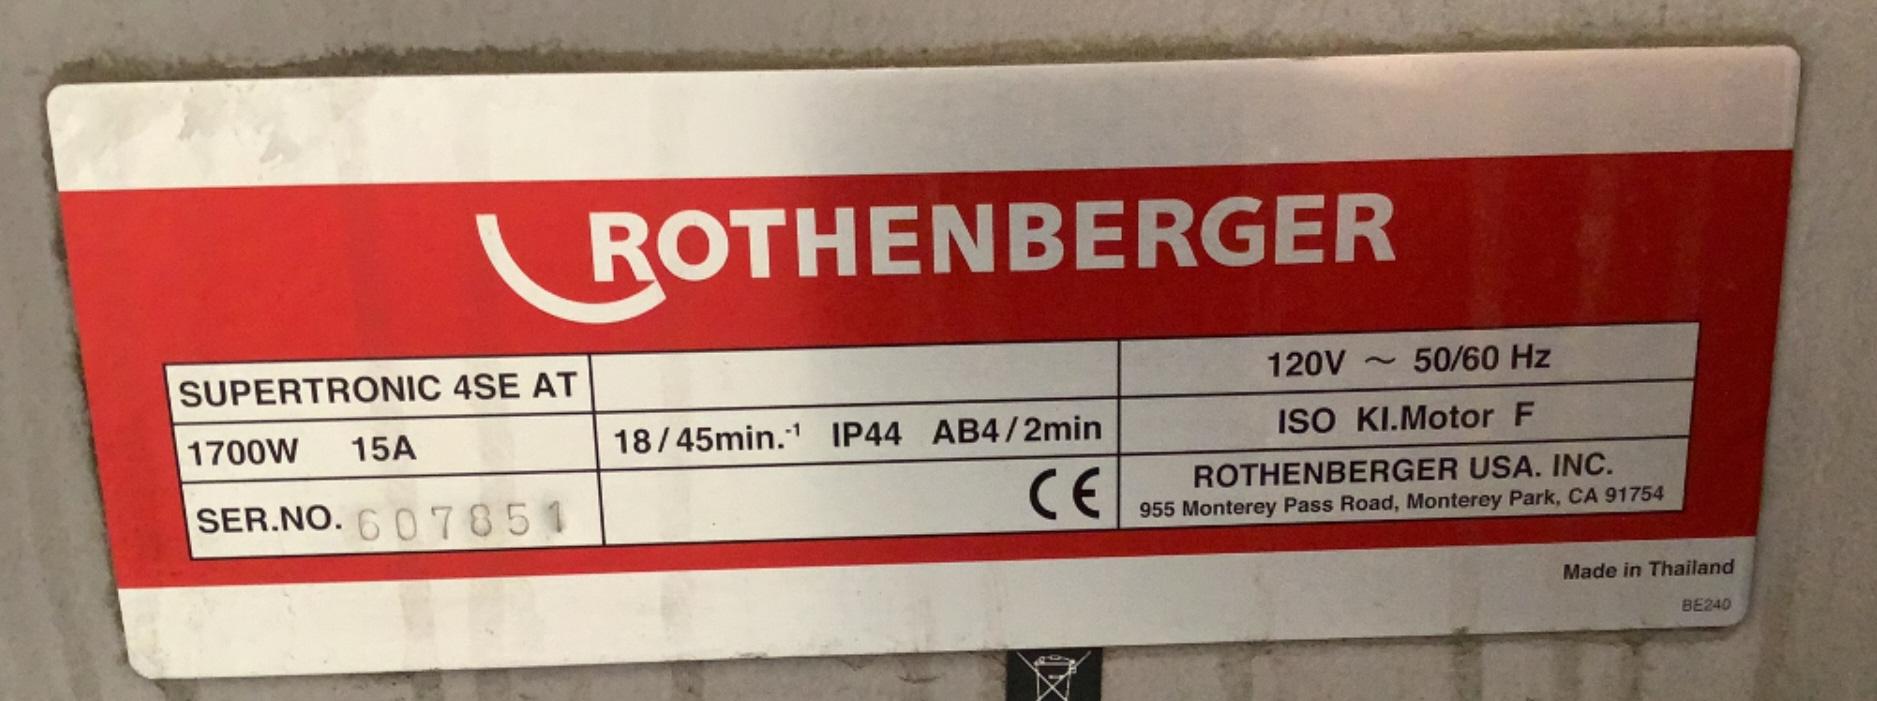 ROTHENBERGER
SUPERTRONIC 4SE AT
1700W 15A
SER.NO. 607851
18/45min.⁻¹ IP44 AB4/2min
CE
120V ~ 50/60 Hz
ISO KI.Motor F
ROTHENBERGER USA. INC.
955 Monterey Pass Road, Monterey Park, CA 91754
Made in Thailand
BE240